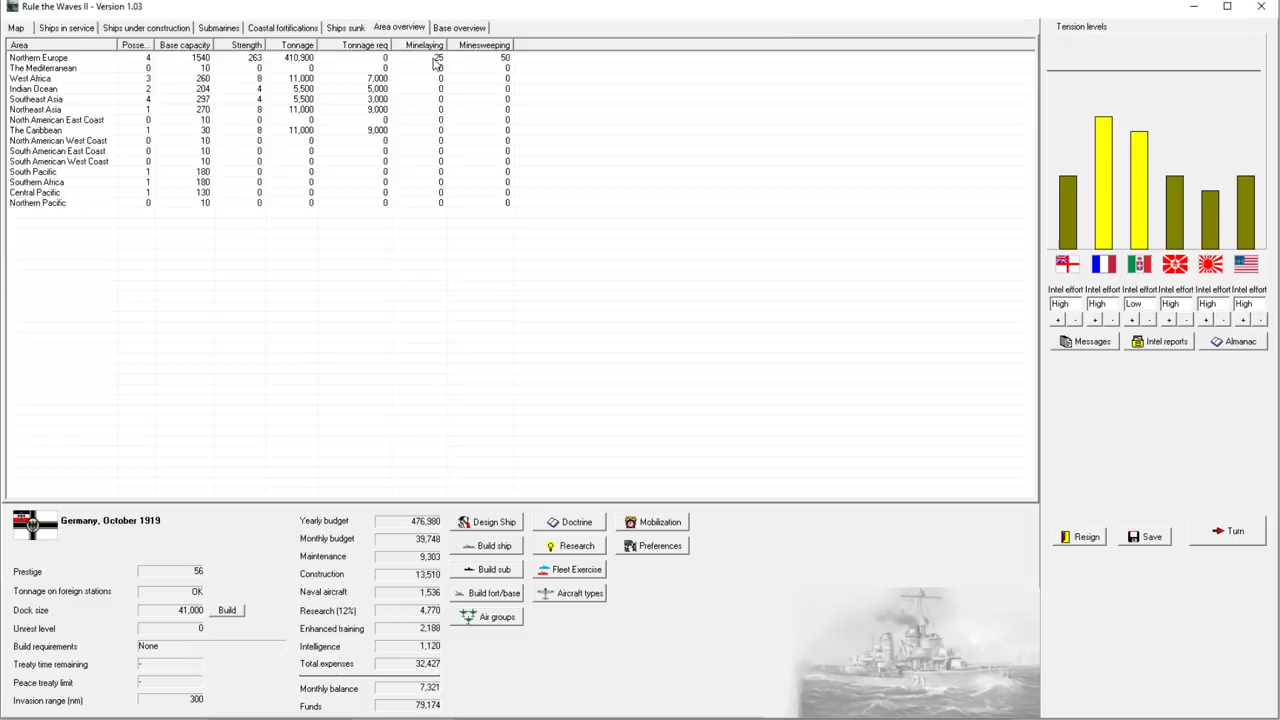 Rule the Waves II - Version 1.03
Map Ships in service Ships under construction Submarines Coastal fortifications Ships sunk Area overview Base overview
Area Posse... Base capacity Strength Tonnage Tonnage req Minelaying Minesweeping
Northern Europe 4 1540 263 410,900 0 25 50
The Mediterranean 0 10 0 0 0 0 0
West Africa 3 260 8 11,000 7,000 0 0
Indian Ocean 2 204 4 5,500 5,000 0 0
Southeast Asia 4 297 4 5,500 3,000 0 0
Northeast Asia 1 270 8 11,000 9,000 0 0
North American East Coast 0 10 0 0 0 0 0
The Caribbean 1 30 8 11,000 9,000 0 0
North American West Coast 0 10 0 0 0 0 0
South American East Coast 0 10 0 0 0 0 0
South American West Coast 0 10 0 0 0 0 0
South Pacific 1 180 0 0 0 0 0
Southern Africa 1 180 0 0 0 0 0
Central Pacific 1 130 0 0 0 0 0
Northern Pacific 0 10 0 0 0 0 0
Tension levels
Intel effort Intel effort Intel effort Intel effort Intel effort Intel effort
High High Low High High High
+ - + - + - + - + - + -
Messages Intel reports Almanac
Resign Save Turn
Germany, October 1919
Prestige 56
Tonnage on foreign stations OK
Dock size 41,000 Build
Unrest level 0
Build requirements None
Treaty time remaining -
Peace treaty limit -
Invasion range (nm) 300
Yearly budget 476,980
Monthly budget 39,748
Maintenance 9,303
Construction 13,510
Naval aircraft 1,536
Research (12%) 4,770
Enhanced training 2,188
Intelligence 1,120
Total expenses 32,427
Monthly balance 7,321
Funds 79,174
Design Ship Doctrine Mobilization
Build ship Research Preferences
Build sub Fleet Exercise
Build fort/base Aircraft types
Air groups